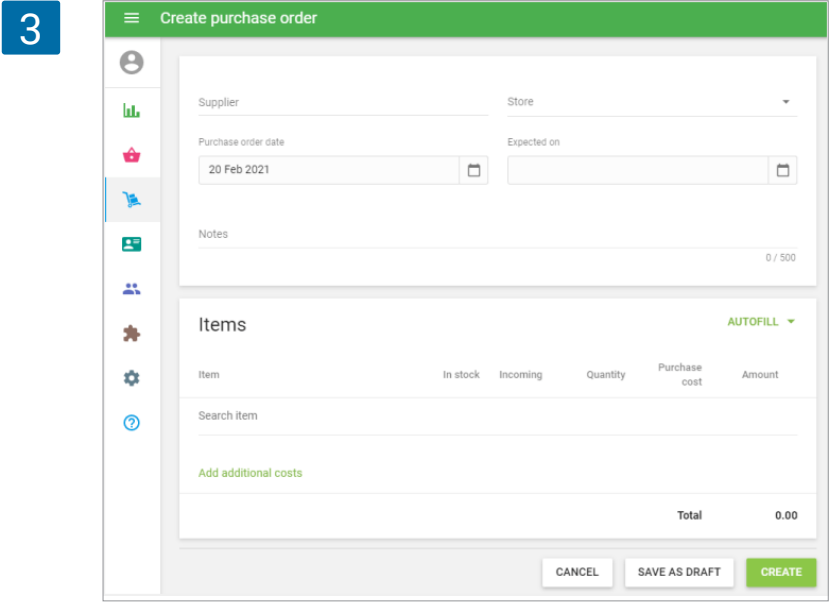 3
Create purchase order
Supplier
Store
Purchase order date
Expected on
20 Feb 2021
Notes
0 / 500
Items
AUTOFILL
Item In stock Incoming Quantity Purchase cost Amount
Search item
Add additional costs
Total 0.00
CANCEL SAVE AS DRAFT CREATE